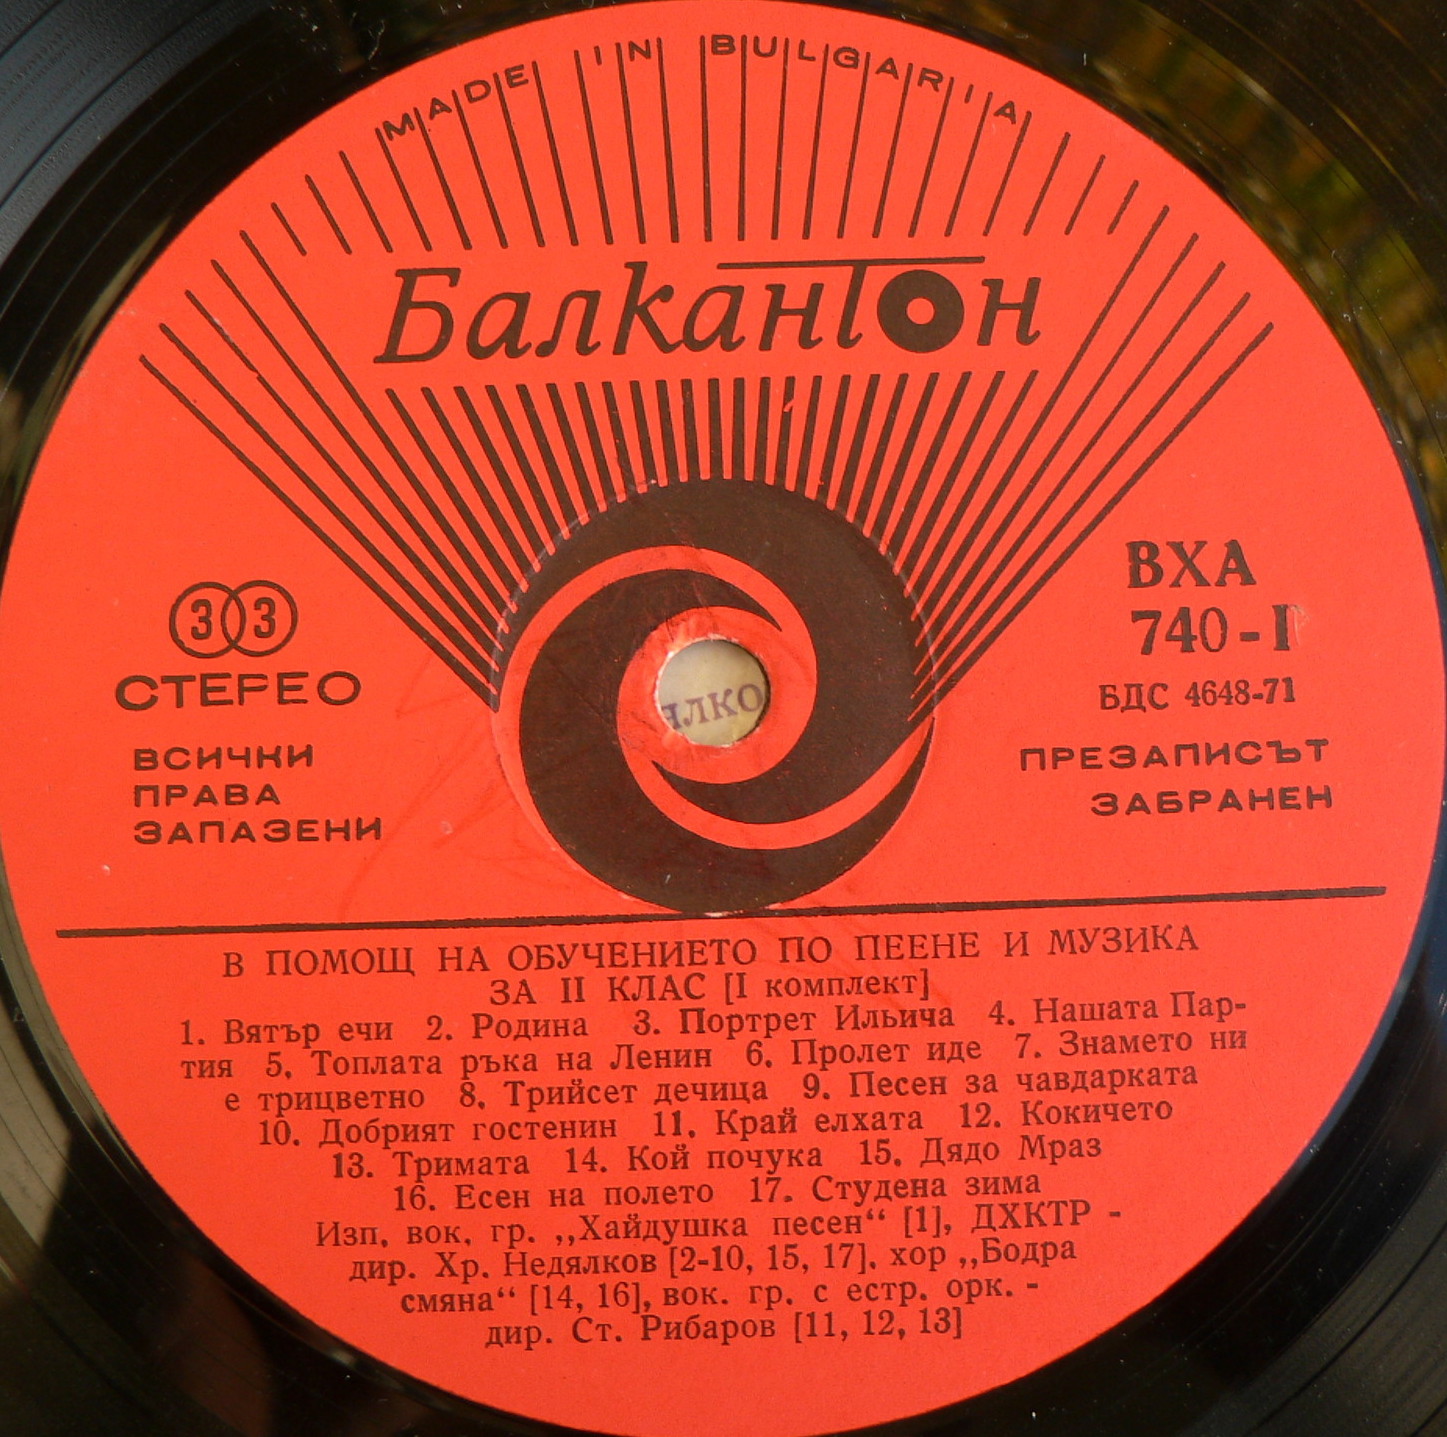 MADE IN BULGARIA
Балкантон
33
СТЕРЕО
ВСИЧКИ
ПРАВА
ЗАПАЗЕНИ
ВХА
740-I
БДС 4648-71
ПРЕЗАПИСЪТ
ЗАБРАНЕН
ЯЛКО
В ПОМОЩ НА ОБУЧЕНИЕТО ПО ПЕЕНЕ И МУЗИКА
ЗА II КЛАС [I комплект]
1. Вятър ечи 2. Родина 3. Портрет Ильича 4. Нашата Пар-
тия 5. Топлата ръка на Ленин 6. Пролет иде 7. Знамето ни
е трицветно 8. Трийсет дечица 9. Песен за чавдарката
10. Добрият гостенин 11. Край елхата 12. Кокичето
13. Тримата 14. Кой почука 15. Дядо Мраз
16. Есен на полето 17. Студена зима
Изп. вок. гр. „Хайдушка песен“ [1], ДХКТР -
дир. Хр. Недялков [2-10, 15, 17]. хор „Бодра
смяна“ [14, 16], вок. гр. с естр. орк. -
дир. Ст. Рибаров [11, 12, 13]